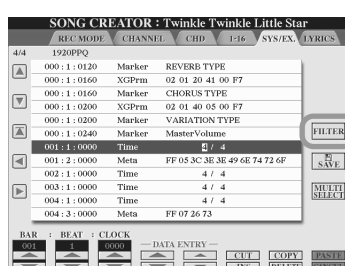 SONG CREATOR : Twinkle Twinkle Little Star
REC MODE CHANNEL CHD 1-16 SYS/EX. LYRICS
4/4 1920PPQ
000 : 1 : 0120 Marker REVERB TYPE
000 : 1 : 0160 XGPrm 02 01 20 41 00 F7
000 : 1 : 0160 Marker CHORUS TYPE
000 : 1 : 0200 XGPrm 02 01 40 05 00 F7
000 : 1 : 0200 Marker VARIATION TYPE
000 : 1 : 0240 Marker MasterVolume
001 : 1 : 0000 Time 4 / 4
001 : 2 : 0000 Meta FF 05 3C 3E 3E 49 6E 74 72 6F
002 : 1 : 0000 Time 4 / 4
003 : 1 : 0000 Time 4 / 4
004 : 1 : 0000 Time 4 / 4
004 : 3 : 0000 Meta FF 07 26 73
FILTER
SAVE
MULTI
SELECT
BAR : BEAT : CLOCK
001 1 0000
DATA ENTRY
CUT COPY PASTE
INS DELETE